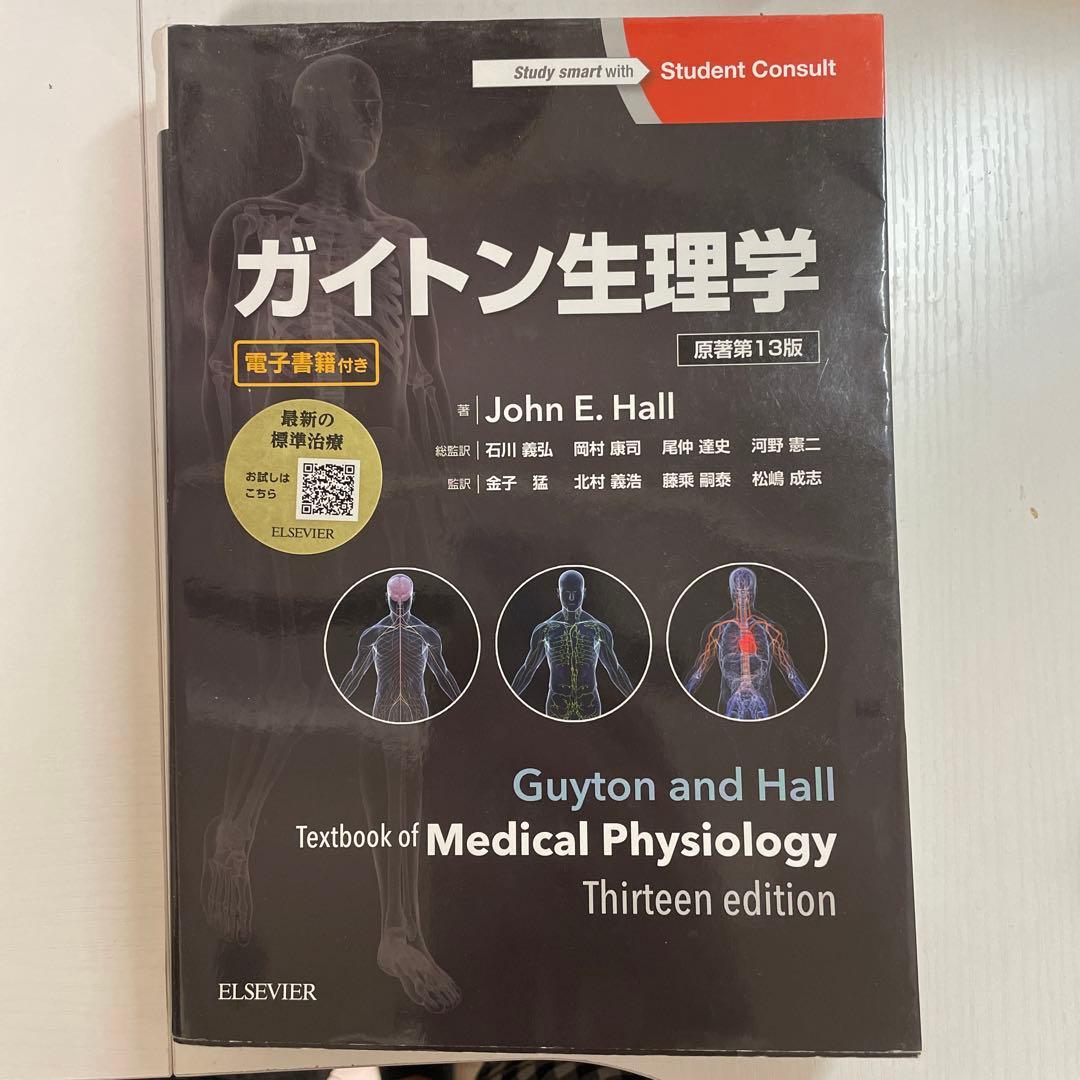 Study smart with Student Consult
ガイトン生理学
電子書籍付き
原著第13版
著 John E. Hall
総監訳 石川 義弘 岡村 康司 尾仲 達史 河野 憲二
監訳 金子 猛 北村 義浩 藤乗 嗣泰 松嶋 成志
最新の
標準治療
お試しは
こちら
ELSEVIER
Guyton and Hall
Textbook of Medical Physiology
Thirteen edition
ELSEVIER